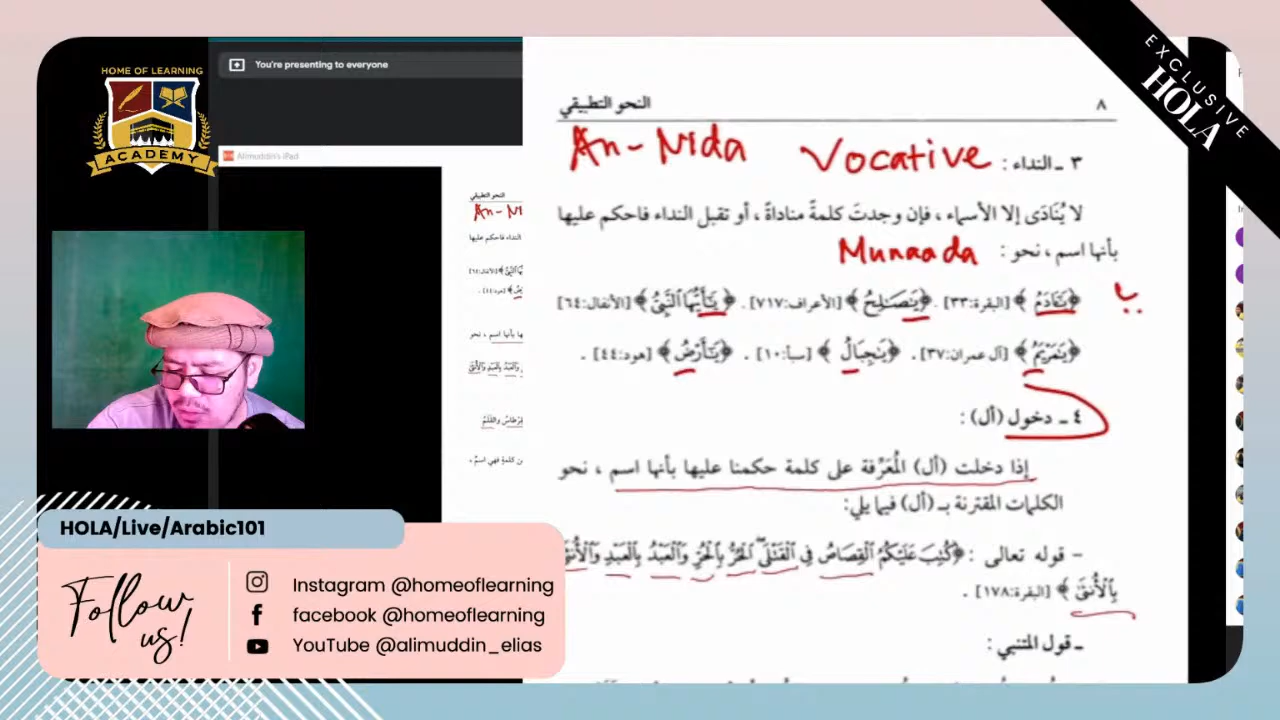 HOME OF LEARNING
ACADEMY
You're presenting to everyone
Alimuddin's iPad
EXCLUSIVE
HOLA
النحو التطبيقي
٨
An-Nida Vocative
٣ ـ النداء :
لا يُنَادَى إلا الأسماء ، فإن وجدتَ كلمةً مناداةً ، أو تقبل النداء فاحكم عليها
بأنها اسم ، نحو :
Munaada
﴿يَـٰٓـَٔادَمُ﴾ [البقرة:٣٣] . ﴿يَـٰصَـٰلِحُ﴾ [الأعراف:٧١٧] . ﴿يَـٰٓأَيُّهَا ٱلنَّبِىُّ﴾ [الأنفال:٦٤]
﴿يَـٰمَرْيَمُ﴾ [آل عمران:٣٧] . ﴿يَـٰجِبَالُ﴾ [سبأ:١٠] . ﴿يَـٰٓأَرْضُ﴾ [هود:٤٤] .
٤ ـ دخول (أل) :
إذا دخلت (أل) المُعَرِّفة على كلمة حكمنا عليها بأنها اسم ، نحو
الكلمات المقترنة بـ (أل) فيما يلي:
- قوله تعالى : ﴿كُتِبَ عَلَيْكُمُ ٱلْقِصَاصُ فِى ٱلْقَتْلَى ٱلْحُرُّ بِٱلْحُرِّ وَٱلْعَبْدُ بِٱلْعَبْدِ وَٱلْأُنثَىٰ
بِٱلْأُنثَىٰ﴾ [البقرة:١٧٨] .
ـ قول المتنبي :
HOLA/Live/Arabic101
Follow us!
Instagram @homeoflearning
facebook @homeoflearning
YouTube @alimuddin_elias